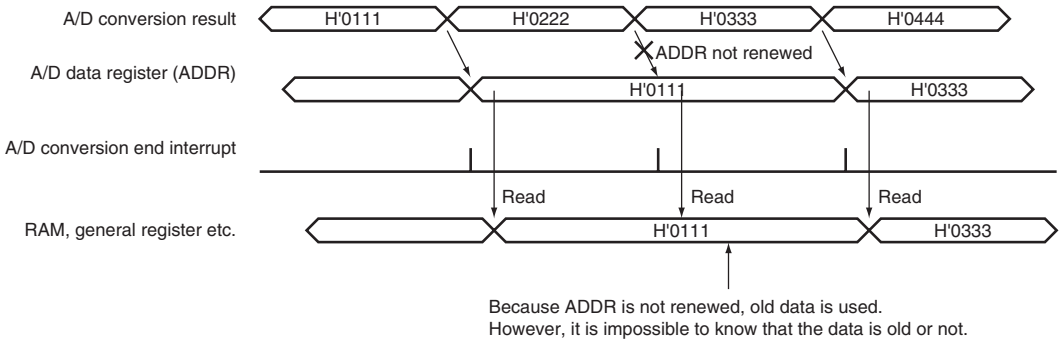 A/D conversion result
H'0111
H'0222
H'0333
H'0444
ADDR not renewed
A/D data register (ADDR)
H'0111
H'0333
A/D conversion end interrupt
Read
Read
Read
RAM, general register etc.
H'0111
H'0333
Because ADDR is not renewed, old data is used.
However, it is impossible to know that the data is old or not.